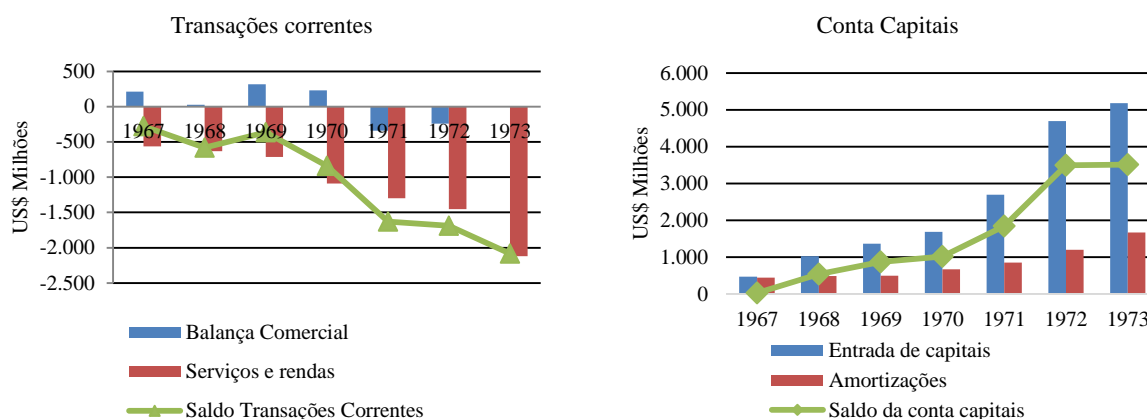 Transações correntes
500
0
-500
-1.000
-1.500
-2.000
-2.500
US$ Milhões
1967 1968 1969 1970 1971 1972 1973
Balança Comercial
Serviços e rendas
Saldo Transações Correntes
Conta Capitais
6.000
5.000
4.000
3.000
2.000
1.000
0
US$ Milhões
1967 1968 1969 1970 1971 1972 1973
Entrada de capitais
Amortizações
Saldo da conta capitais